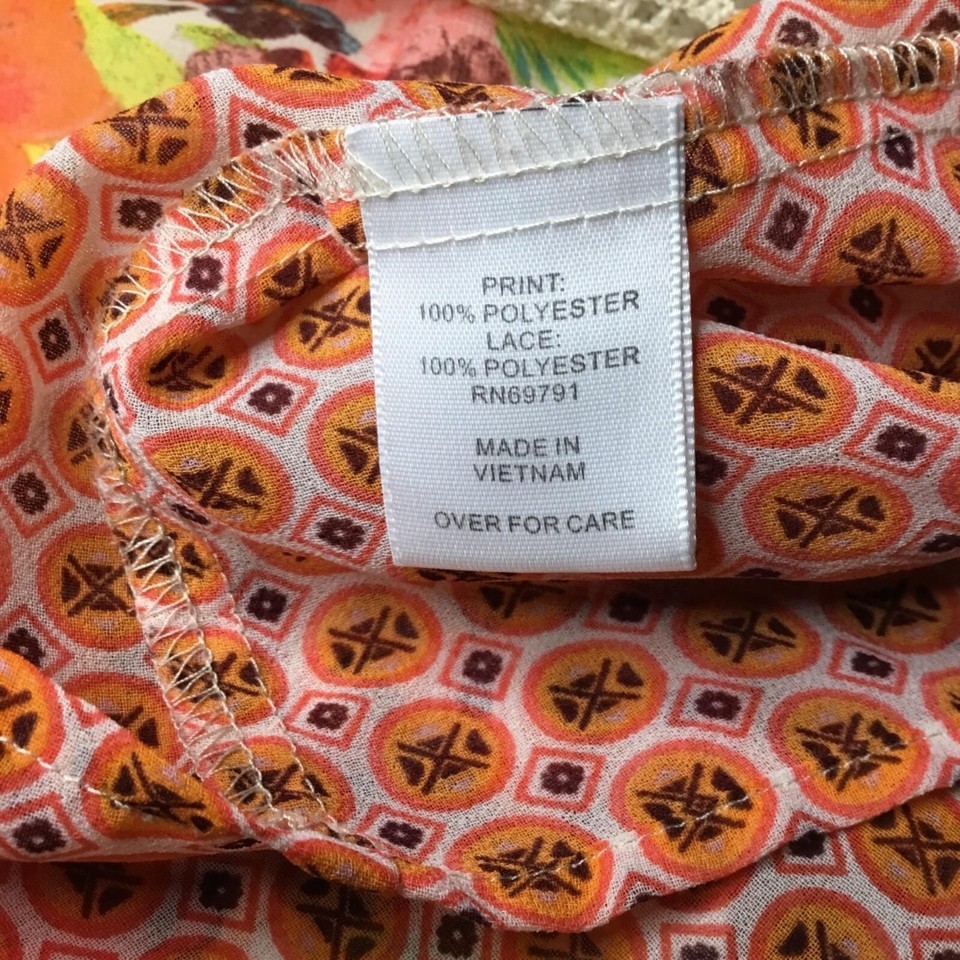 PRINT:
100% POLYESTER
LACE:
100% POLYESTER
RN69791
MADE IN
VIETNAM
OVER FOR CARE